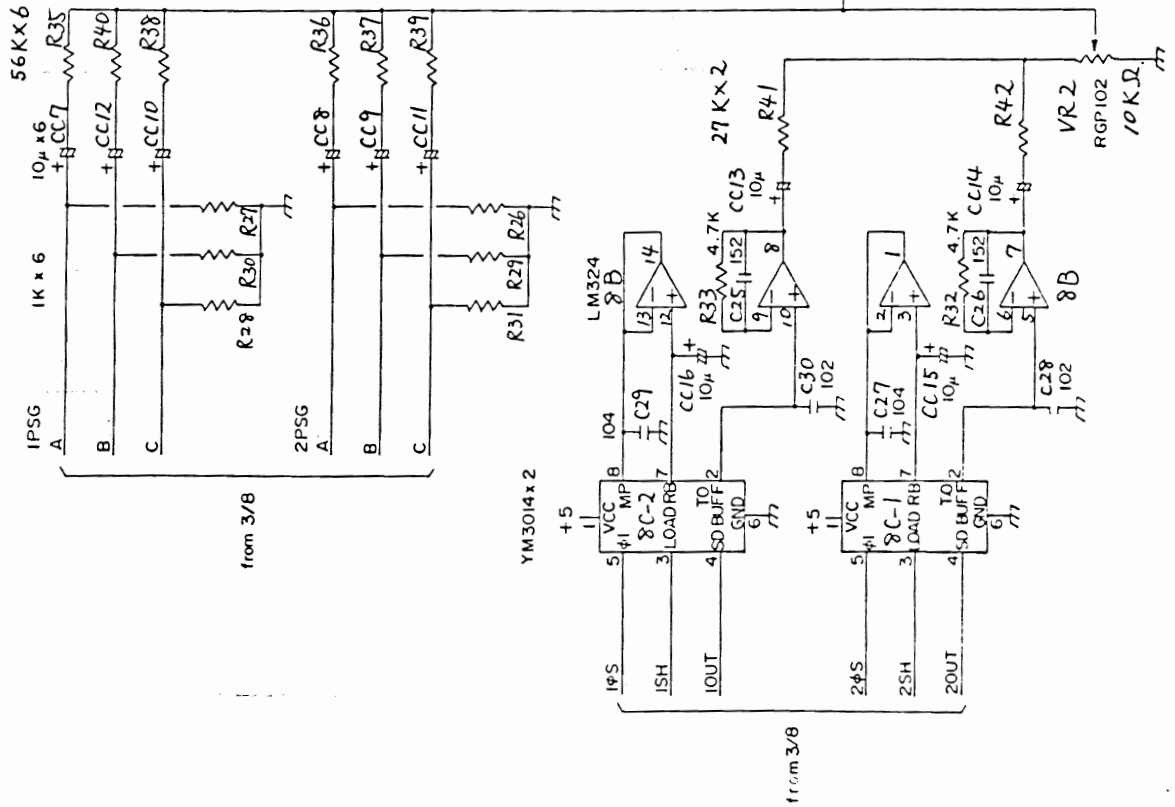 56K×6
R35
R40
R38
R36
R37
R39
10μ×6
+ CC7
+ CC12
+ CC10
+ CC8
+ CC9
+ CC11
1K×6
R27
R30
R28
R26
R29
R31
1PSG
A
B
C
2PSG
A
B
C
from 3/8
27K×2
R41
R42
VR2
RGP102
10KΩ
CC13
10μ
+
CC14
10μ
+
LM324
8B
13
12
14
−
+
R33
4.7K
C25
152
9
10
8
−
+
2
3
1
−
+
R32
4.7K
C26
152
6
5
7
−
+
8B
104
C29
CC16
+
10μ
C30
102
C27
104
CC15
+
10μ
C28
102
YM3014×2
+5
1
VCC
5
φ1
MP
8
8C-2
3
LOAD
RB
7
TO
4
SD
BUFF
2
GND
6
+5
1
VCC
5
φ1
MP
8
8C-1
3
LOAD
RB
7
TO
4
SD
BUFF
2
GND
6
1φS
1SH
1OUT
2φS
2SH
2OUT
from 3/8